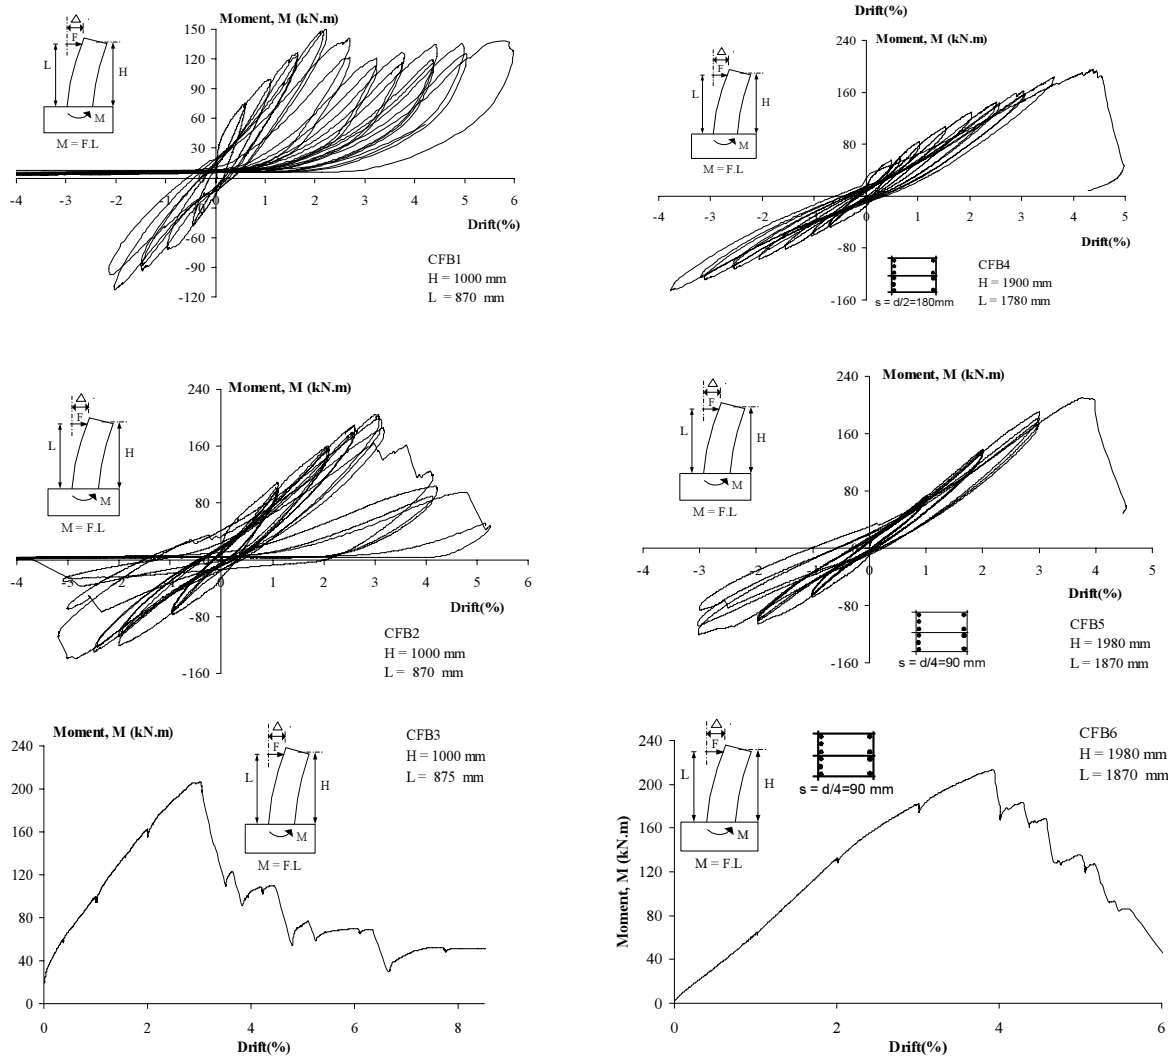 Moment, M (kN.m)
150
120
90
60
30
0
-30
-60
-90
-120
-4
-3
-2
-1
0
1
2
3
4
5
6
Drift(%)
Δ
F
L
H
M
M = F.L
CFB1
H = 1000 mm
L = 870 mm
Drift(%)
Moment, M (kN.m)
240
160
80
-80
-160
-4
-3
-2
-1
0
1
2
3
4
5
Drift(%)
Δ
F
L
H
M
M = F.L
s = d/2=180mm
CFB4
H = 1900 mm
L = 1780 mm
Moment, M (kN.m)
240
160
80
0
-80
-160
-4
-3
-2
-1
0
1
2
3
4
5
6
Drift(%)
Δ
F
L
H
M
M = F.L
CFB2
H = 1000 mm
L = 870 mm
Moment, M (kN.m)
240
160
80
-80
-160
-4
-3
-2
-1
0
1
2
3
4
5
Drift(%)
Δ
F
L
H
M
M = F.L
s = d/4=90 mm
CFB5
H = 1980 mm
L = 1870 mm
Moment, M (kN.m)
240
200
160
120
80
40
0
0
2
4
6
8
Drift(%)
Δ
F
L
H
M
M = F.L
CFB3
H = 1000 mm
L = 875 mm
Moment, M (kN.m)
240
200
160
120
80
40
0
0
2
4
6
Drift(%)
Δ
F
L
H
M
M = F.L
s = d/4=90 mm
CFB6
H = 1980 mm
L = 1870 mm